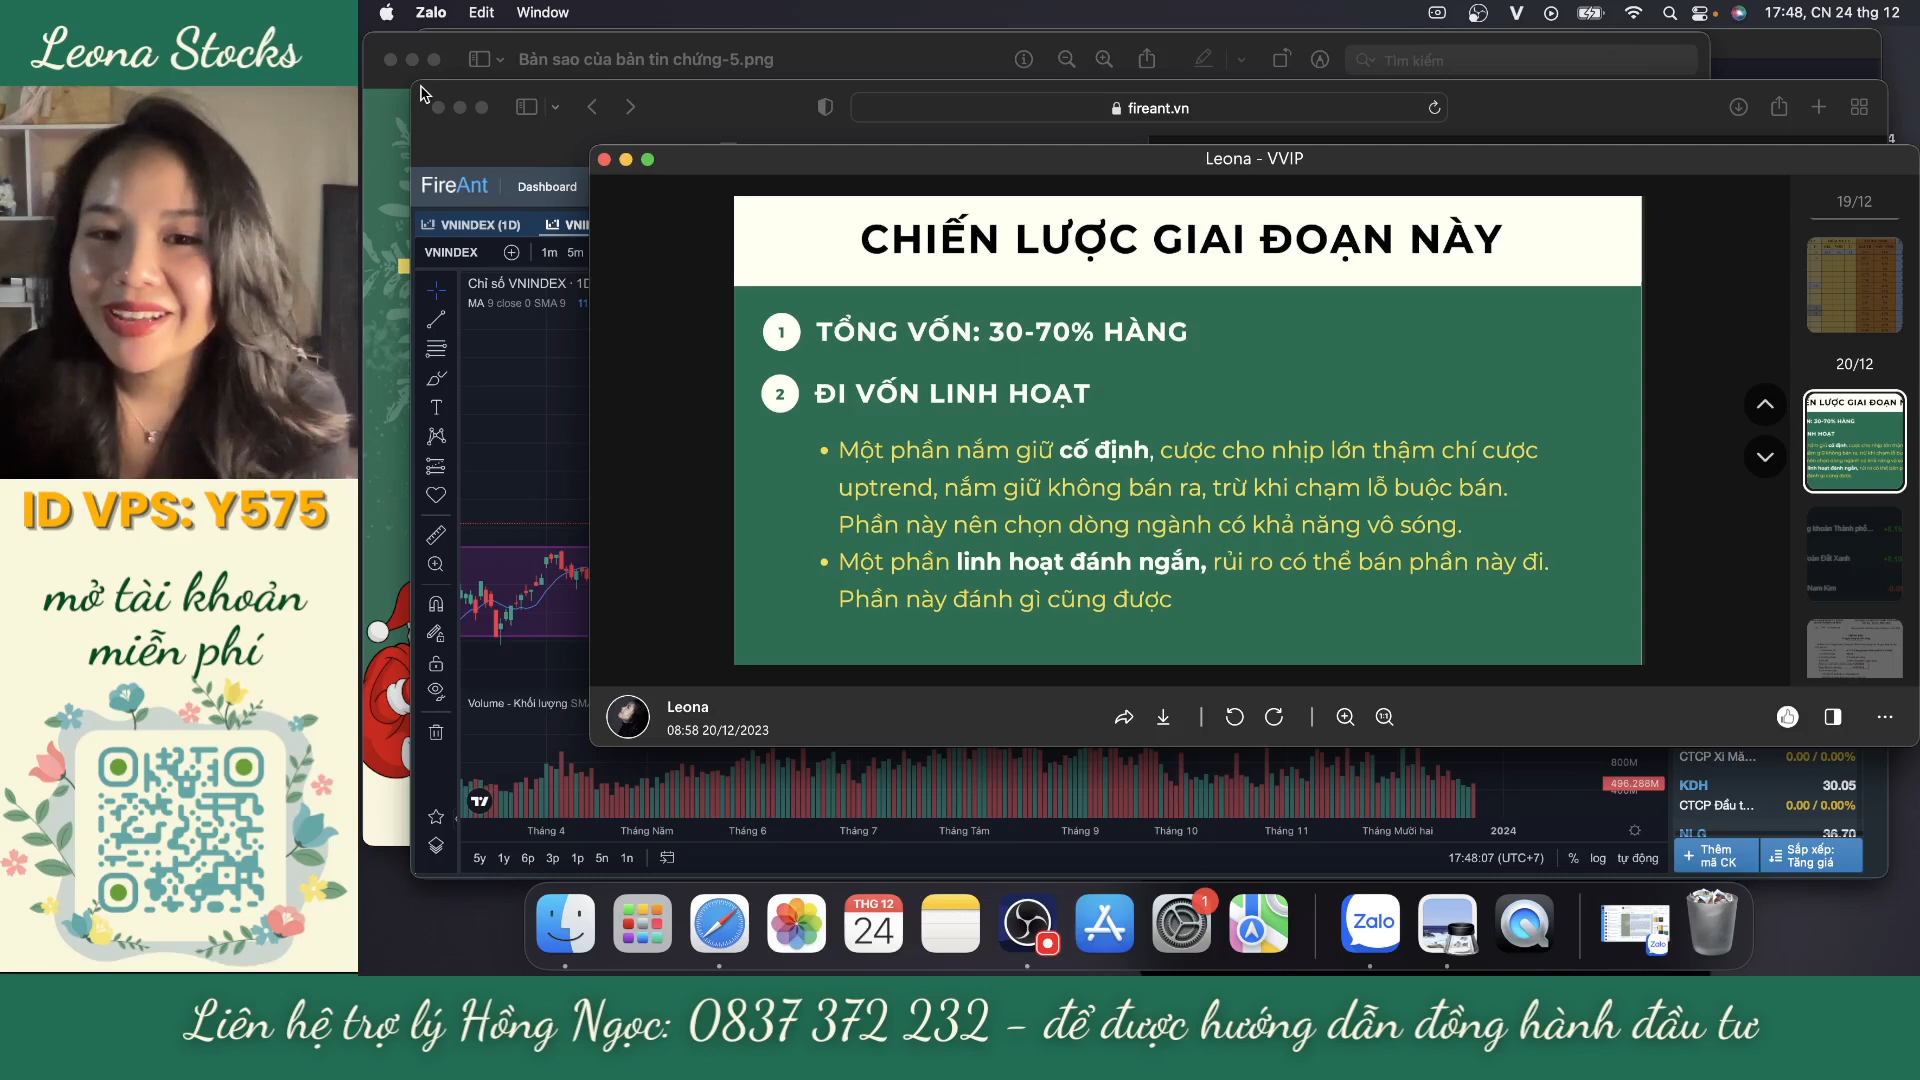 Leona Stocks
ID VPS: Y575
mở tài khoản
miễn phí
Zalo Edit Window
17:48, CN 24 thg 12
Bản sao của bản tin chứng-5.png
Tìm kiếm
fireant.vn
FireAnt Dashboard
VNINDEX (1D)
VNINDEX 1m 5m
Chỉ số VNINDEX · 1D
MA 9 close 0 SMA 9
Leona - VVIP
CHIẾN LƯỢC GIAI ĐOẠN NÀY
1 TỔNG VỐN: 30-70% HÀNG
2 ĐI VỐN LINH HOẠT
• Một phần nắm giữ cố định, cược cho nhịp lớn thậm chí cược
uptrend, nắm giữ không bán ra, trừ khi chạm lỗ buộc bán.
Phần này nên chọn dòng ngành có khả năng vô sóng.
• Một phần linh hoạt đánh ngắn, rủi ro có thể bán phần này đi.
Phần này đánh gì cũng được
19/12
20/12
Leona
08:58 20/12/2023
Volume - Khối lượng
800M
496.288M
CTCP Xi Mă... 0.00 / 0.00%
KDH 30.05
CTCP Đầu t... 0.00 / 0.00%
NLG 36.70
Thêm mã CK
Sắp xếp: Tăng giá
Tháng 4 Tháng Năm Tháng 6 Tháng 7 Tháng Tám Tháng 9 Tháng 10 Tháng 11 Tháng Mười hai 2024
5y 1y 6p 3p 1p 5n 1n
17:48:07 (UTC+7) % log tự động
THG 12
24
1
Zalo
Liên hệ trợ lý Hồng Ngọc: 0837 372 232 - để được hướng dẫn đồng hành đầu tư